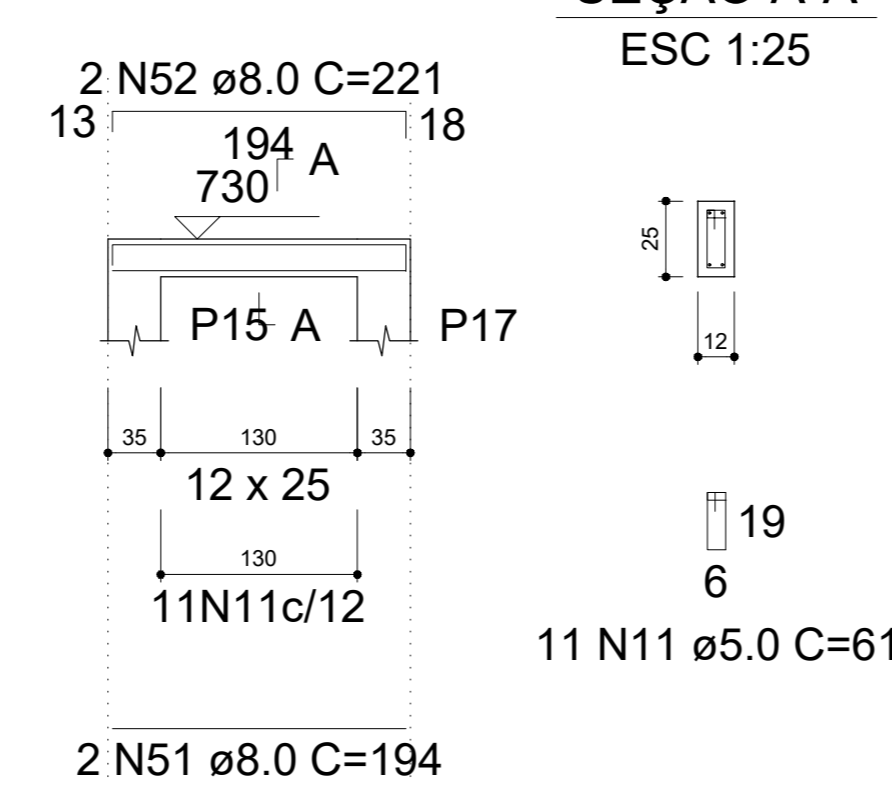 SEÇÃO A-A
ESC 1:25
2 N52 ø8.0 C=221
13
18
194
A
730
P15
A
P17
35
130
35
12 x 25
130
11N11c/12
2 N51 ø8.0 C=194
25
12
19
6
11 N11 ø5.0 C=61